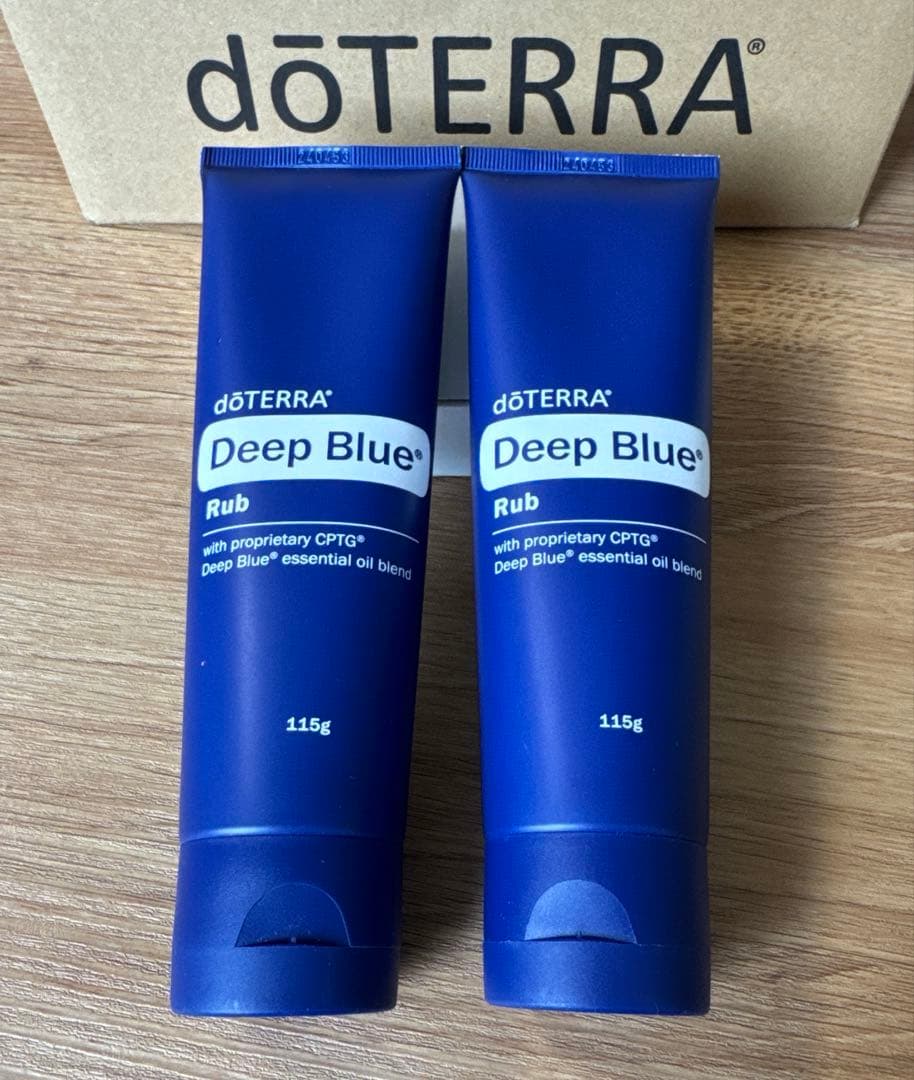 dōTERRA®
dōTERRA®
Deep Blue®
Rub
with proprietary CPTG®
Deep Blue® essential oil blend
115g
dōTERRA®
Deep Blue®
Rub
with proprietary CPTG®
Deep Blue® essential oil blend
115g